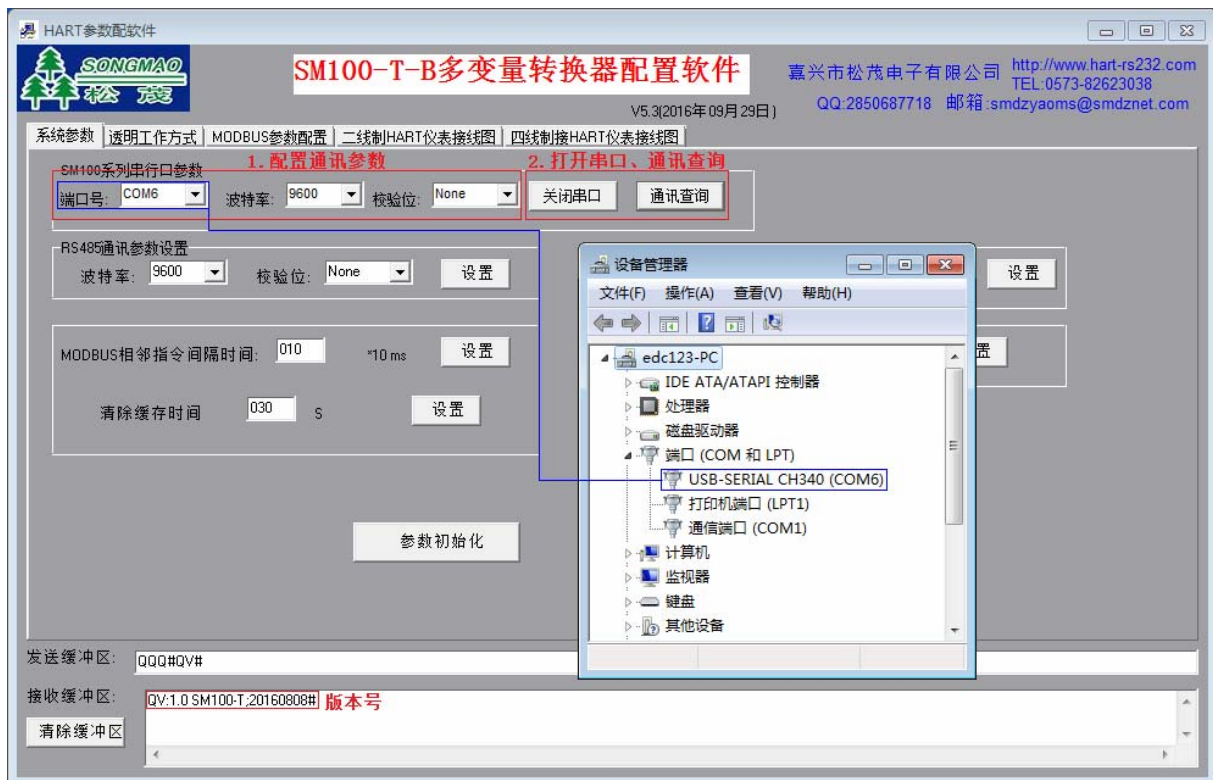 HART参数配软件
SONGMAO
松茂
SM100-T-B多变量转换器配置软件
V5.3(2016年09月29日)
嘉兴市松茂电子有限公司 http://www.hart-rs232.com
TEL:0573-82623038
QQ:2850687718 邮箱:smdzyaoms@smdznet.com
系统参数 透明工作方式 MODBUS参数配置 二线制HART仪表接线图 四线制接HART仪表接线图
1.配置通讯参数 2.打开串口、通讯查询
SM100系列串行口参数
端口号: COM6 波特率: 9600 校验位: None 关闭串口 通讯查询
RS485通讯参数设置
波特率: 9600 校验位: None 设置
设置
MODBUS相邻指令间隔时间: 010 *10 ms 设置
置
清除缓存时间 030 S 设置
参数初始化
设备管理器
文件(F) 操作(A) 查看(V) 帮助(H)
edc123-PC
IDE ATA/ATAPI 控制器
处理器
磁盘驱动器
端口 (COM 和 LPT)
USB-SERIAL CH340 (COM6)
打印机端口 (LPT1)
通信端口 (COM1)
计算机
监视器
键盘
其他设备
发送缓冲区: QQQ#QV#
接收缓冲区: QV:1.0 SM100-T;20160808# 版本号
清除缓冲区